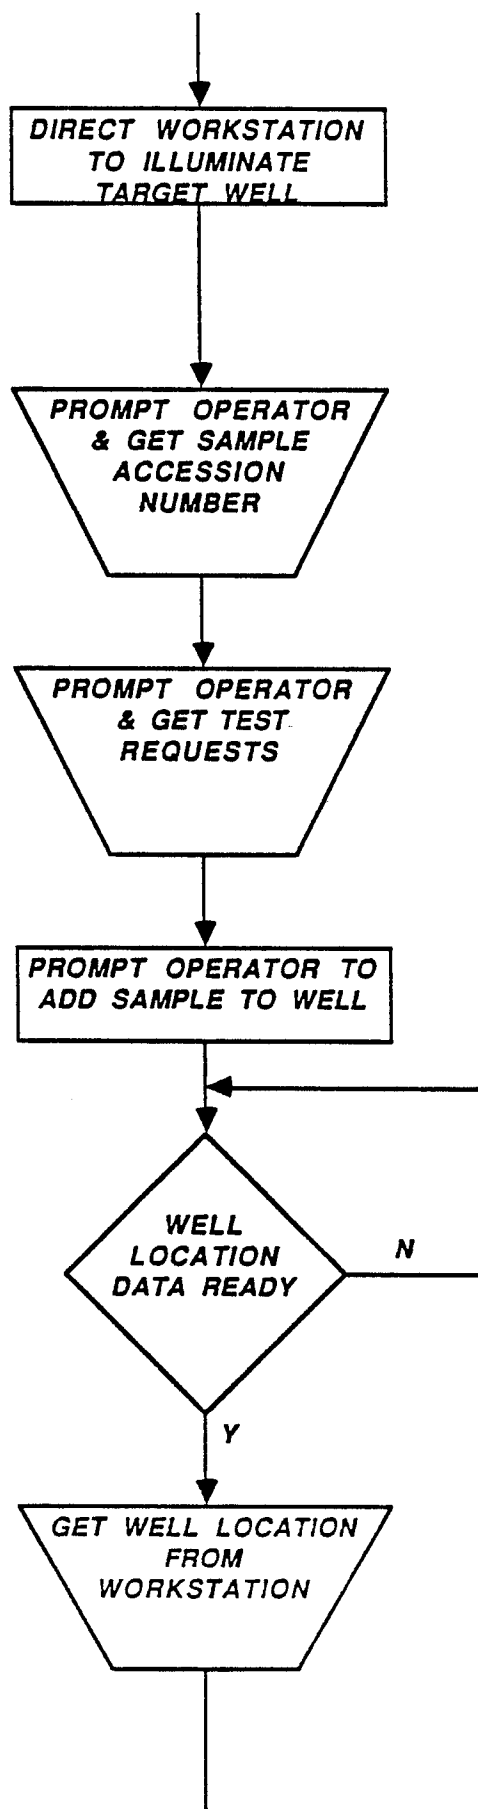 DIRECT WORKSTATION
TO ILLUMINATE
TARGET WELL
PROMPT OPERATOR
& GET SAMPLE
ACCESSION
NUMBER
PROMPT OPERATOR
& GET TEST
REQUESTS
PROMPT OPERATOR TO
ADD SAMPLE TO WELL
WELL
LOCATION
DATA READY
N
Y
GET WELL LOCATION
FROM
WORKSTATION